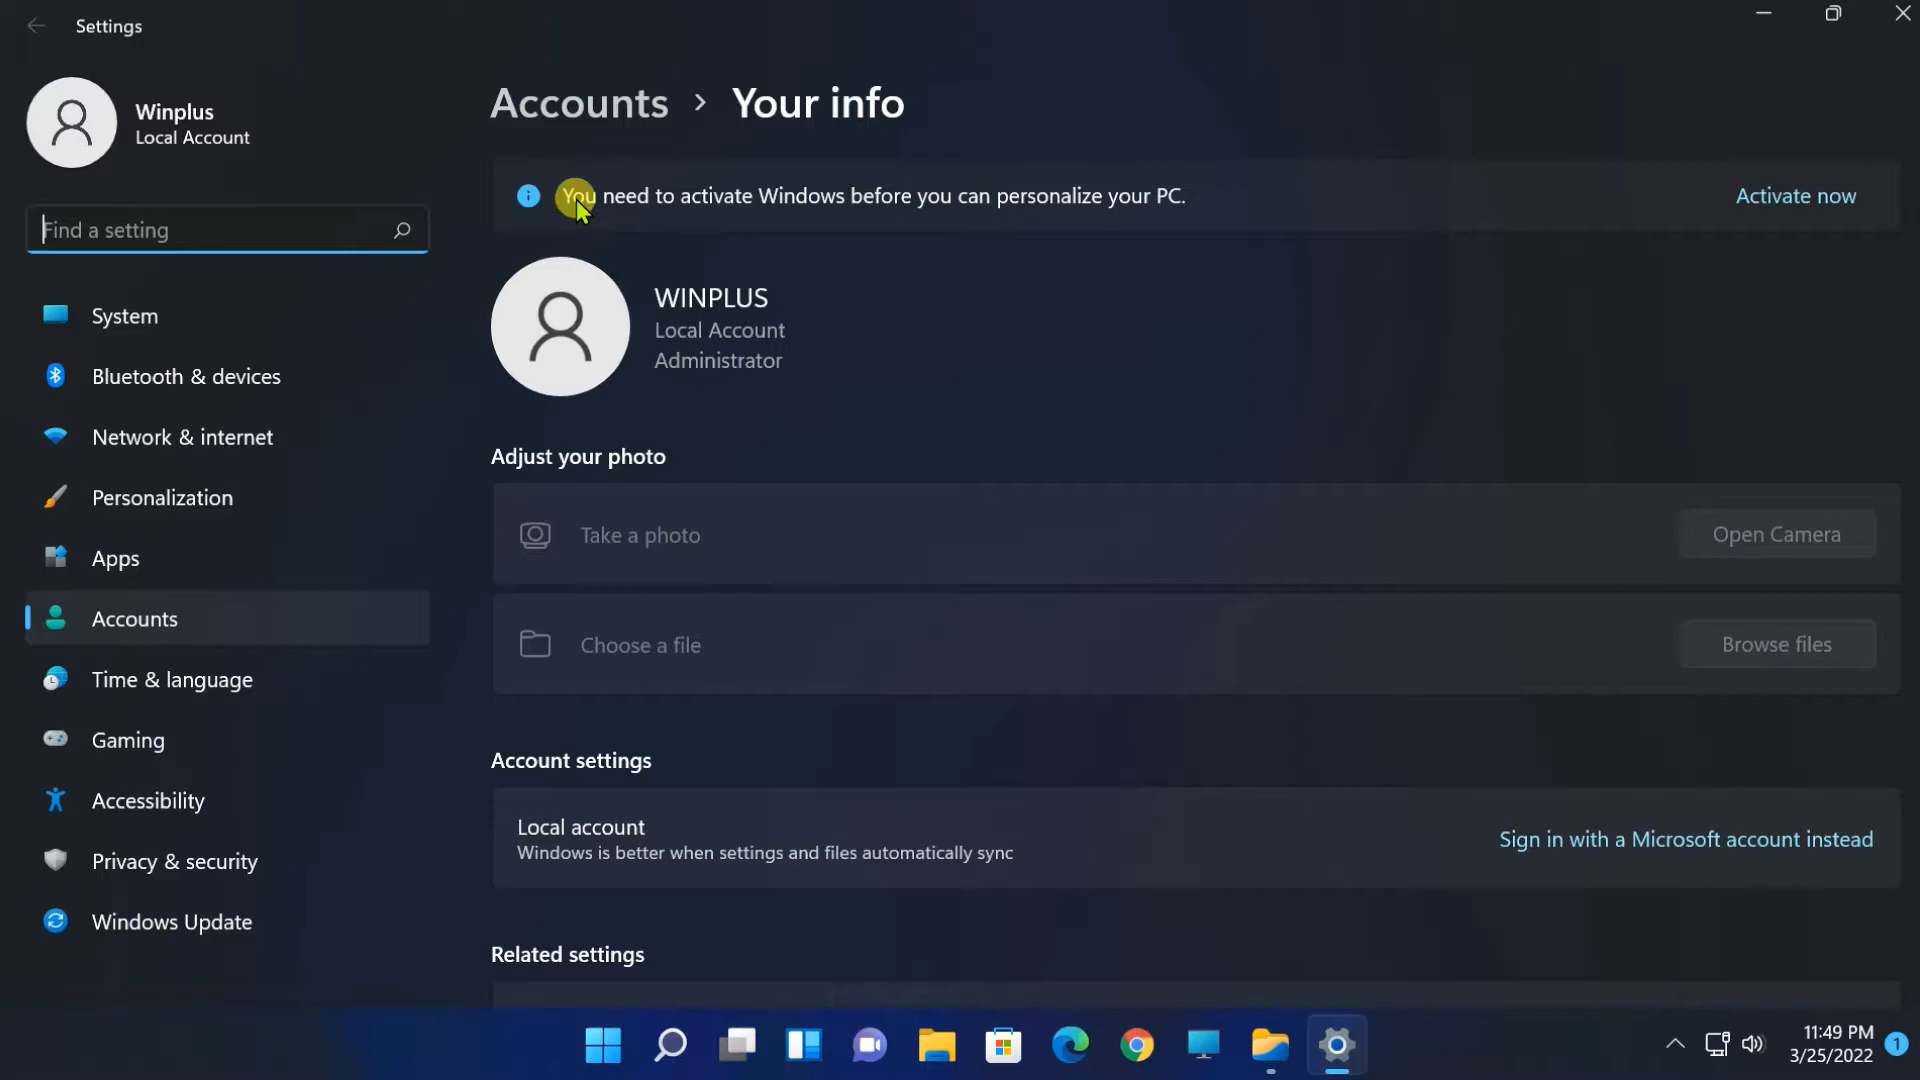 Settings
Winplus
Local Account
Find a setting
System
Bluetooth & devices
Network & internet
Personalization
Apps
Accounts
Time & language
Gaming
Accessibility
Privacy & security
Windows Update
Accounts > Your info
You need to activate Windows before you can personalize your PC.
Activate now
WINPLUS
Local Account
Administrator
Adjust your photo
Take a photo
Open Camera
Choose a file
Browse files
Account settings
Local account
Windows is better when settings and files automatically sync
Sign in with a Microsoft account instead
Related settings
11:49 PM
3/25/2022
1